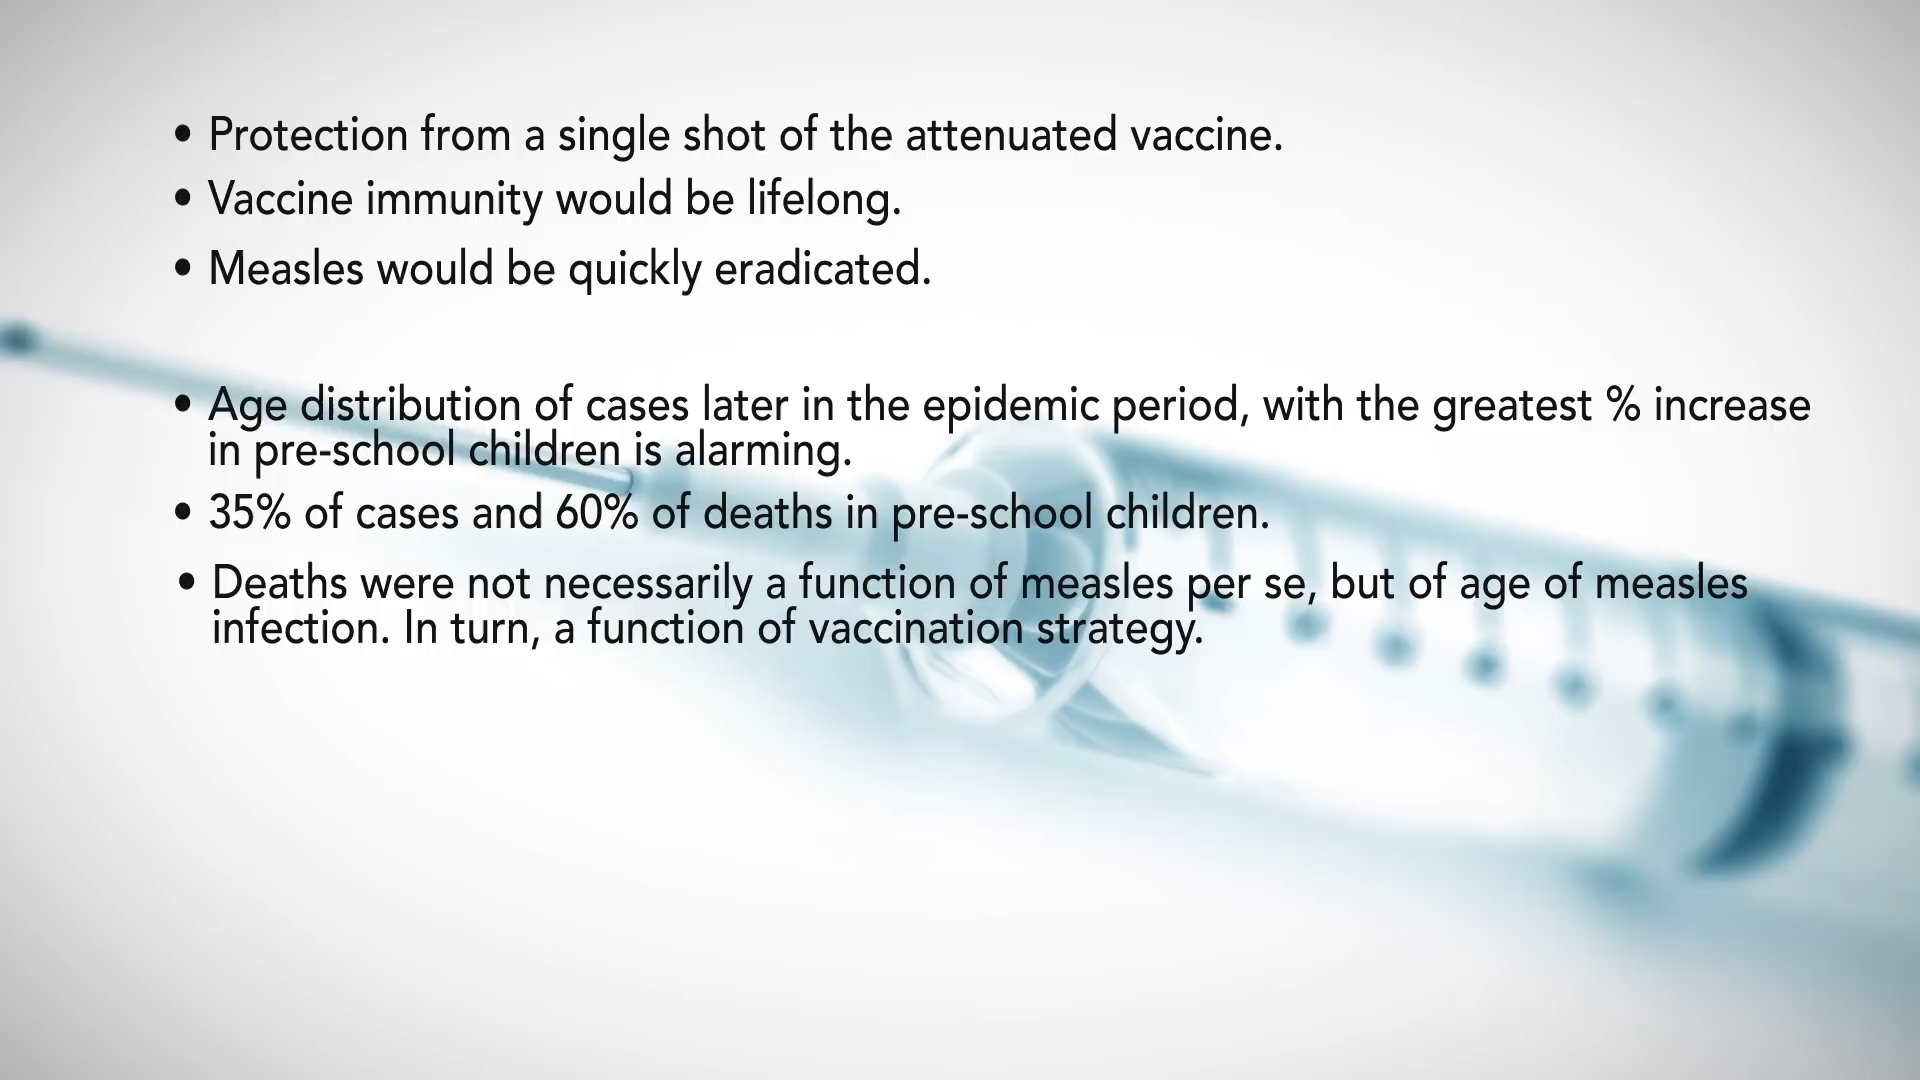 • Protection from a single shot of the attenuated vaccine.
• Vaccine immunity would be lifelong.
• Measles would be quickly eradicated.
• Age distribution of cases later in the epidemic period, with the greatest % increase
in pre-school children is alarming.
• 35% of cases and 60% of deaths in pre-school children.
• Deaths were not necessarily a function of measles per se, but of age of measles
infection. In turn, a function of vaccination strategy.